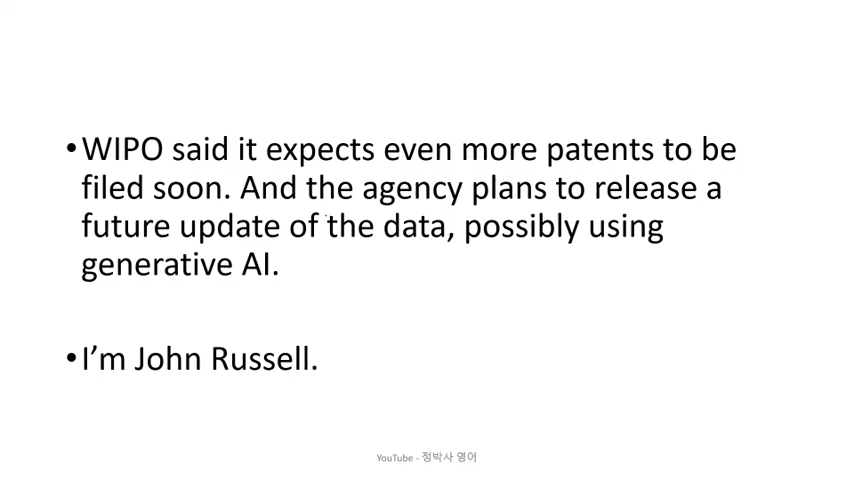 •WIPO said it expects even more patents to be
filed soon. And the agency plans to release a
future update of the data, possibly using
generative AI.
•I’m John Russell.
YouTube - 정박사 영어